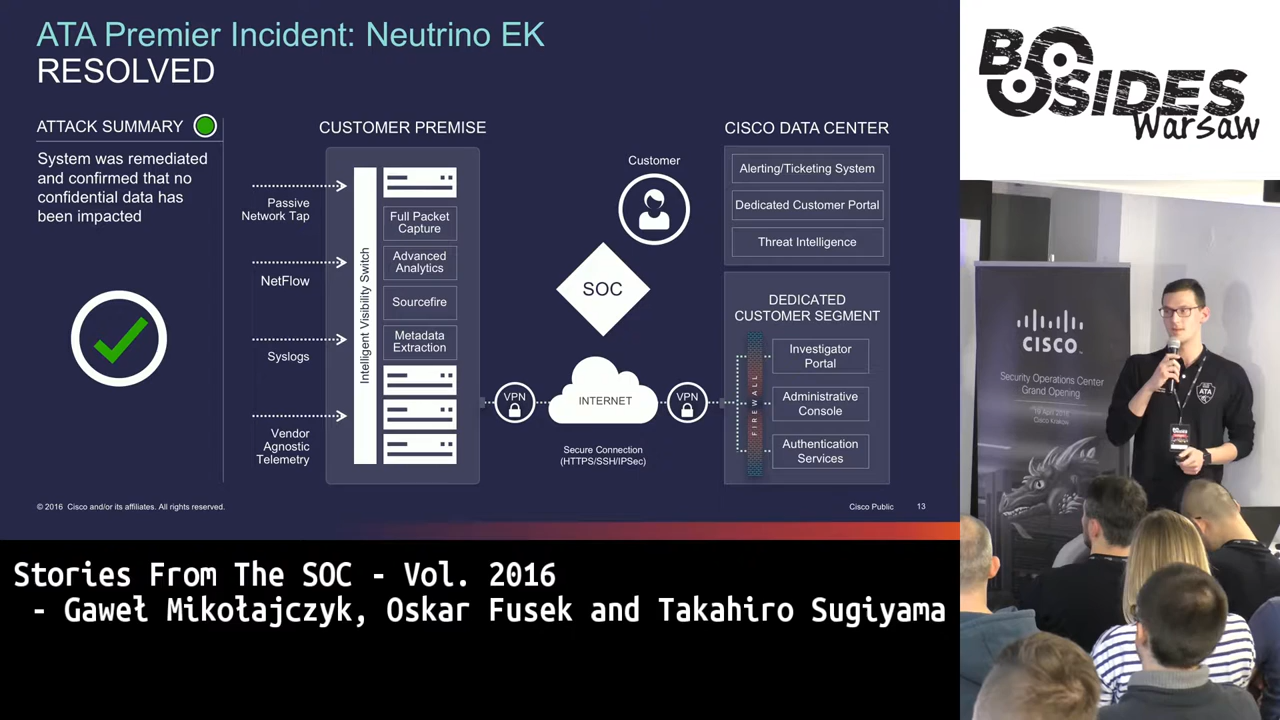 ATA Premier Incident: Neutrino EK
RESOLVED
ATTACK SUMMARY
System was remediated
and confirmed that no
confidential data has
been impacted
CUSTOMER PREMISE
Passive
Network Tap
NetFlow
Syslogs
Vendor
Agnostic
Telemetry
Intelligent Visibility Switch
Full Packet
Capture
Advanced
Analytics
Sourcefire
Metadata
Extraction
Customer
SOC
VPN
INTERNET
VPN
Secure Connection
(HTTPS/SSH/IPSec)
CISCO DATA CENTER
Alerting/Ticketing System
Dedicated Customer Portal
Threat Intelligence
DEDICATED
CUSTOMER SEGMENT
FIREWALL
Investigator
Portal
Administrative
Console
Authentication
Services
© 2016 Cisco and/or its affiliates. All rights reserved.
Cisco Public
13
BSIDES
Warsaw
CISCO
Security Operations Center
Grand Opening
Cisco Kraków
ATA
Stories From The SOC - Vol. 2016
- Gaweł Mikołajczyk, Oskar Fusek and Takahiro Sugiyama